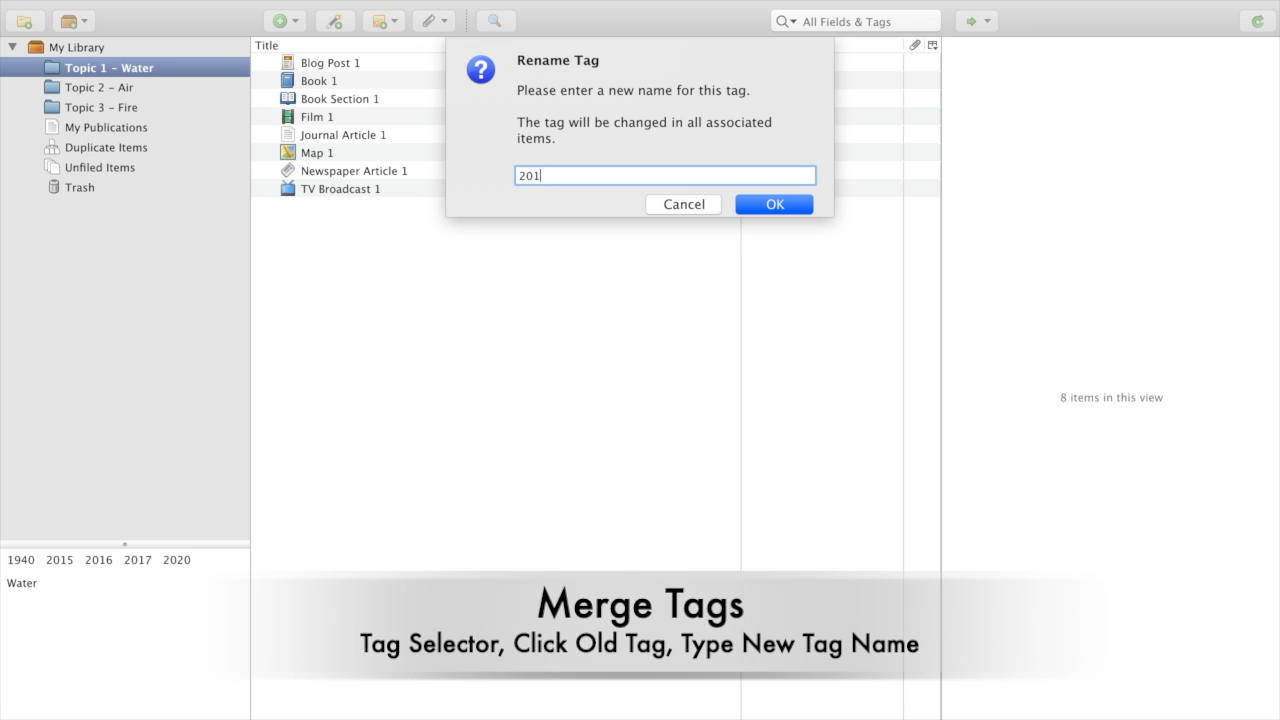 All Fields & Tags
My Library
Topic 1 – Water
Topic 2 – Air
Topic 3 – Fire
My Publications
Duplicate Items
Unfiled Items
Trash
Title
Blog Post 1
Book 1
Book Section 1
Film 1
Journal Article 1
Map 1
Newspaper Article 1
TV Broadcast 1
Rename Tag
Please enter a new name for this tag.
The tag will be changed in all associated
items.
201
Cancel OK
8 items in this view
1940 2015 2016 2017 2020
Water
Merge Tags
Tag Selector, Click Old Tag, Type New Tag Name